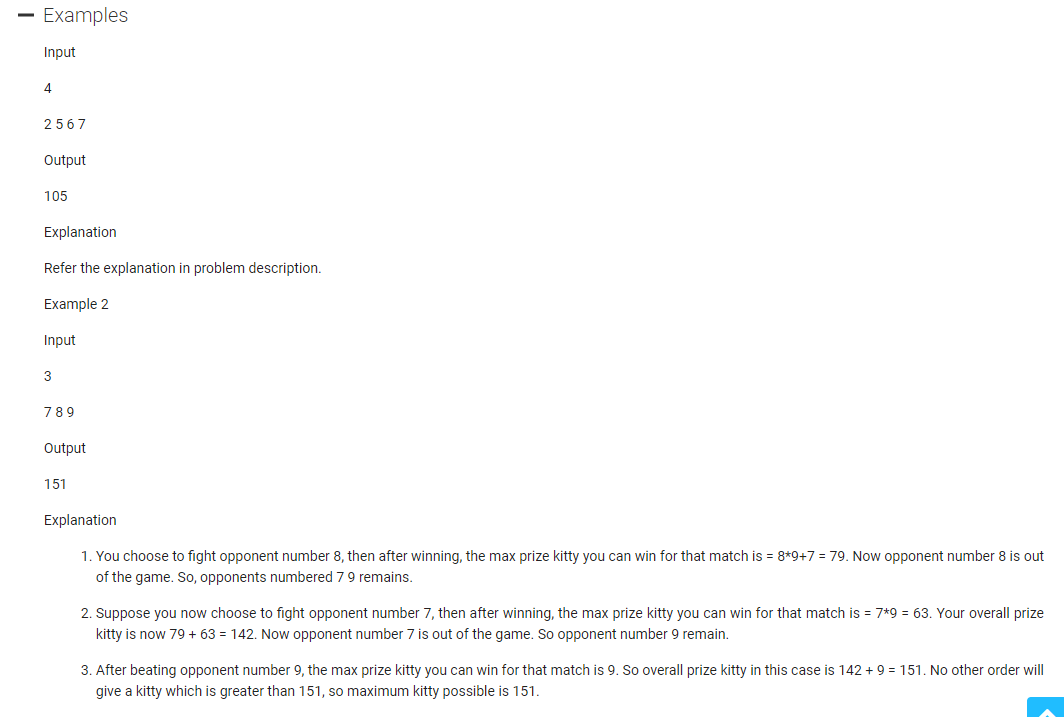 Examples
Input
4
2 5 6 7
Output
105
Explanation
Refer the explanation in problem description.
Example 2
Input
3
7 8 9
Output
151
Explanation
1. You choose to fight opponent number 8, then after winning, the max prize kitty you can win for that match is = 8*9+7 = 79. Now opponent number 8 is out
of the game. So, opponents numbered 7 9 remains.
2. Suppose you now choose to fight opponent number 7, then after winning, the max prize kitty you can win for that match is = 7*9 = 63. Your overall prize
kitty is now 79 + 63 = 142. Now opponent number 7 is out of the game. So opponent number 9 remain.
3. After beating opponent number 9, the max prize kitty you can win for that match is 9. So overall prize kitty in this case is 142 + 9 = 151. No other order will
give a kitty which is greater than 151, so maximum kitty possible is 151.